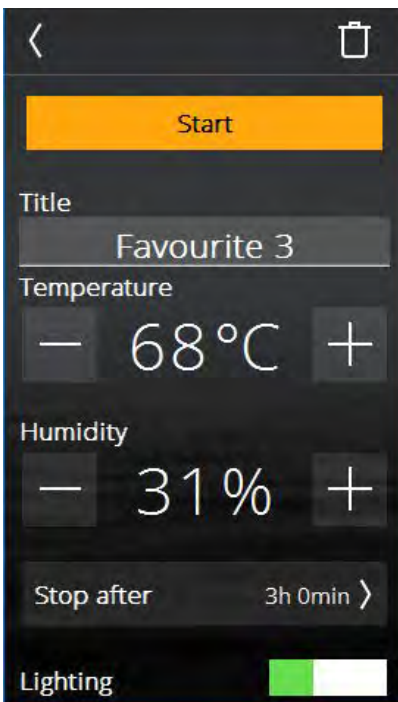 Start
Title
Favourite 3
Temperature
68°C
Humidity
31%
Stop after 3h 0min
Lighting